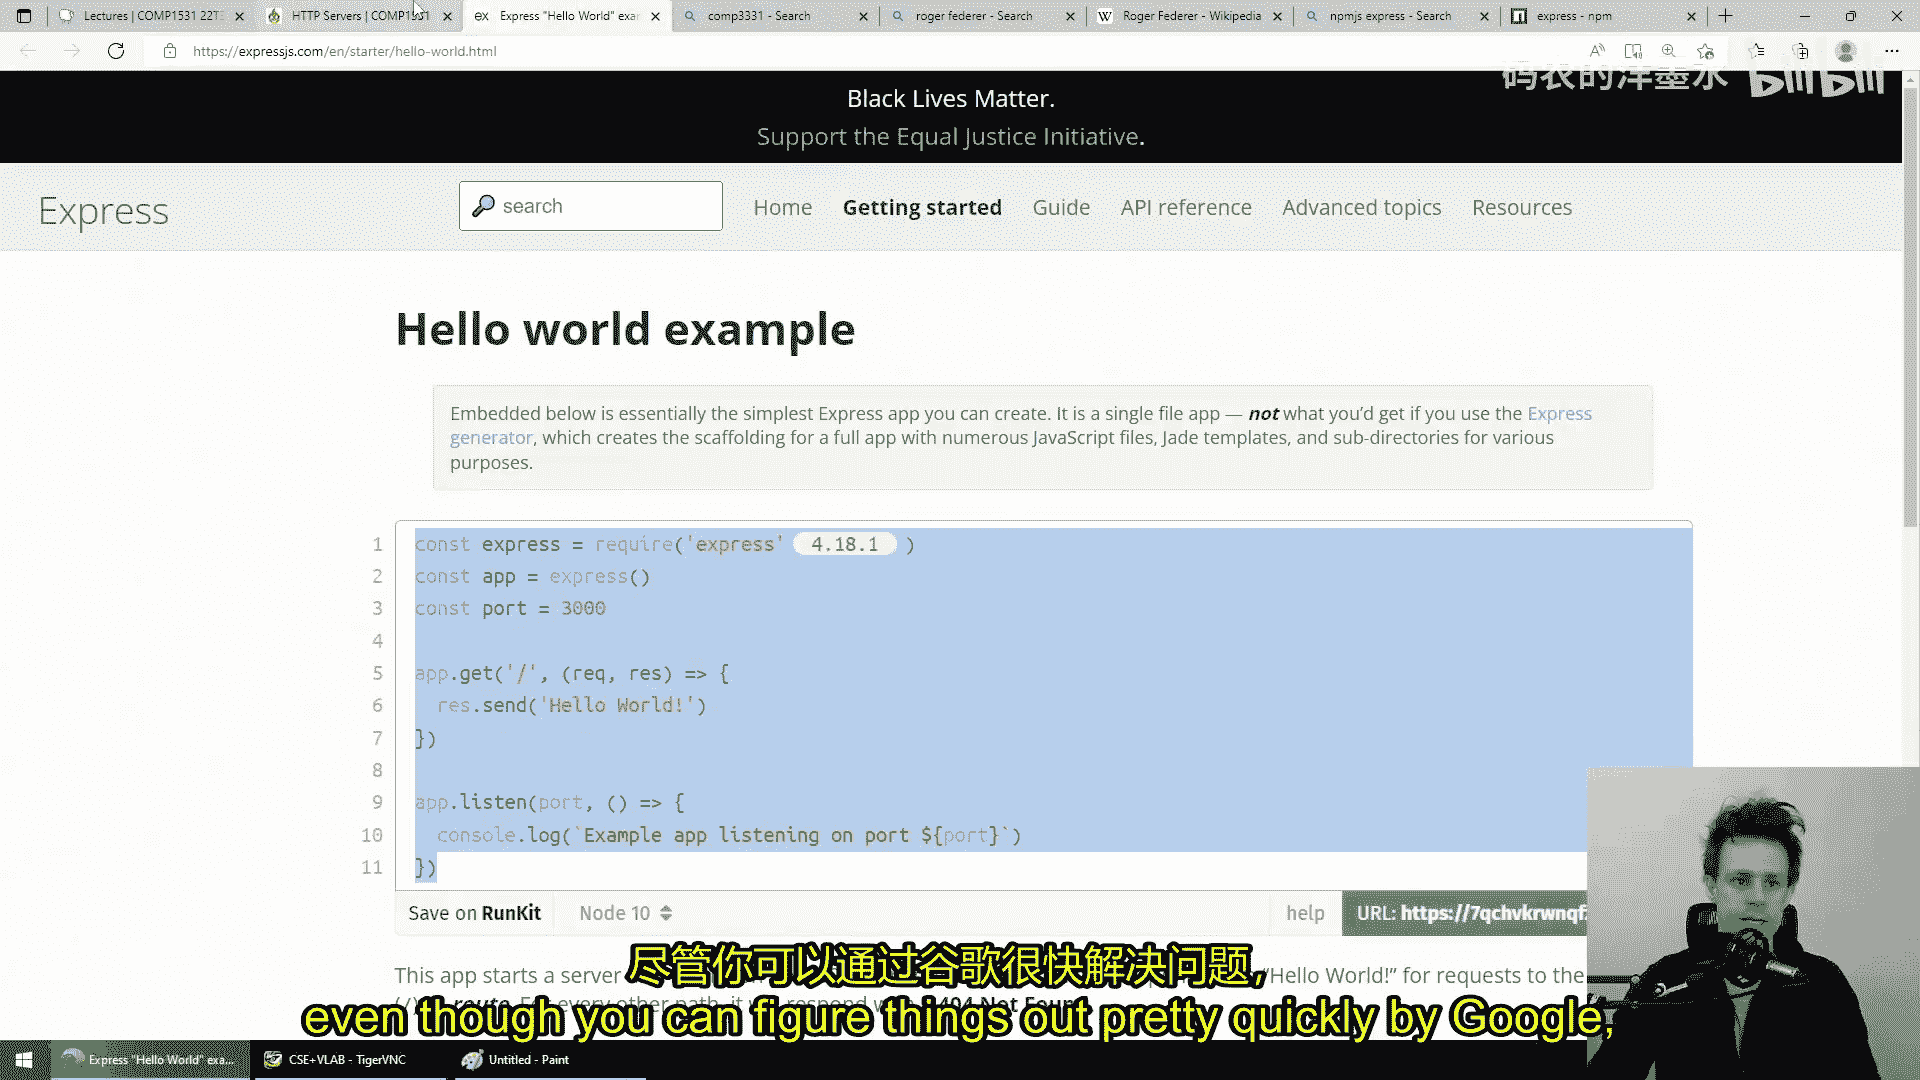 Lectures | COMP1531 22T
HTTP Servers | COMP1531
Express "Hello World" exar
comp3331 - Search
roger federer - Search
Roger Federer - Wikipedia
npmjs express - Search
express - npm
https://expressjs.com/en/starter/hello-world.html
码农的洋墨水 bilibili
Black Lives Matter.
Support the Equal Justice Initiative.
Express
search
Home
Getting started
Guide
API reference
Advanced topics
Resources
Hello world example
Embedded below is essentially the simplest Express app you can create. It is a single file app — not what you’d get if you use the Express
generator, which creates the scaffolding for a full app with numerous JavaScript files, Jade templates, and sub-directories for various
purposes.
1 const express = require('express' 4.18.1 )
2 const app = express()
3 const port = 3000
4
5 app.get('/', (req, res) => {
6 res.send('Hello World!')
7 })
8
9 app.listen(port, () => {
10 console.log(`Example app listening on port ${port}`)
11 })
Save on RunKit
Node 10
help
URL: https://7qchvkrwnqf
尽管你可以通过谷歌很快解决问题,
This app starts a server “Hello World!” for requests to the
even though you can figure things out pretty quickly by Google,
Express "Hello World" exa...
CSE+VLAB - TigerVNC
Untitled - Paint